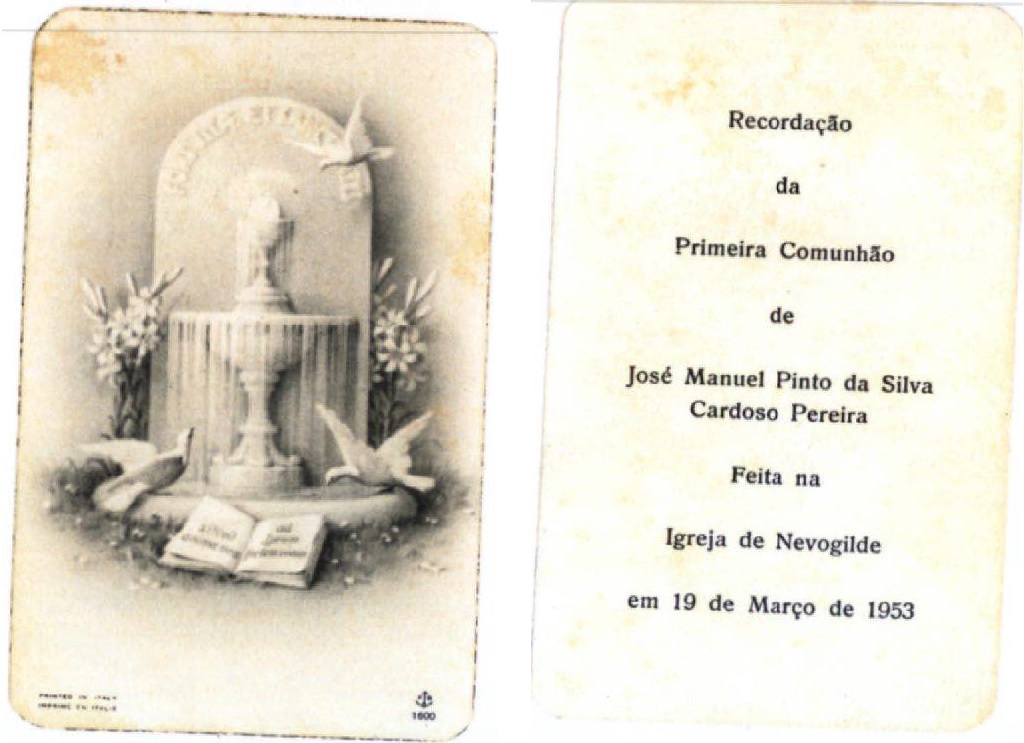 PRINTED IN ITALY
IMPRIMÉ EN ITALIE
1600
Recordação
da
Primeira Comunhão
de
José Manuel Pinto da Silva
Cardoso Pereira
Feita na
Igreja de Nevogilde
em 19 de Março de 1953